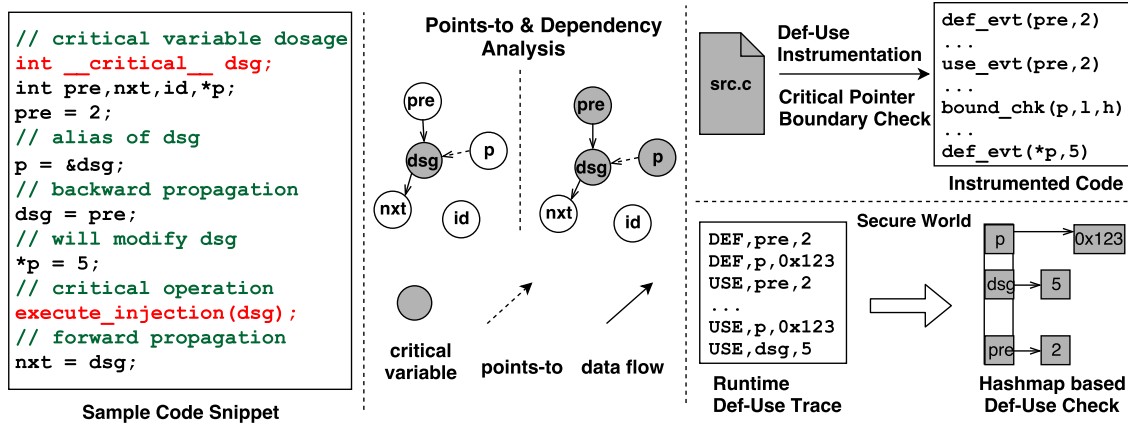 // critical variable dosage
int __critical__ dsg;
int pre,nxt,id,*p;
pre = 2;
// alias of dsg
p = &dsg;
// backward propagation
dsg = pre;
// will modify dsg
*p = 5;
// critical operation
execute_injection(dsg);
// forward propagation
nxt = dsg;
Sample Code Snippet
Points-to & Dependency
Analysis
pre
dsg
p
nxt
id
pre
dsg
p
nxt
id
critical
variable
points-to
data flow
src.c
Def-Use
Instrumentation
Critical Pointer
Boundary Check
def_evt(pre,2)
...
use_evt(pre,2)
...
bound_chk(p,l,h)
...
def_evt(*p,5)
Instrumented Code
Secure World
DEF,pre,2
DEF,p,0x123
USE,pre,2
...
USE,p,0x123
USE,dsg,5
Runtime
Def-Use Trace
p
0x123
dsg
5
pre
2
Hashmap based
Def-Use Check